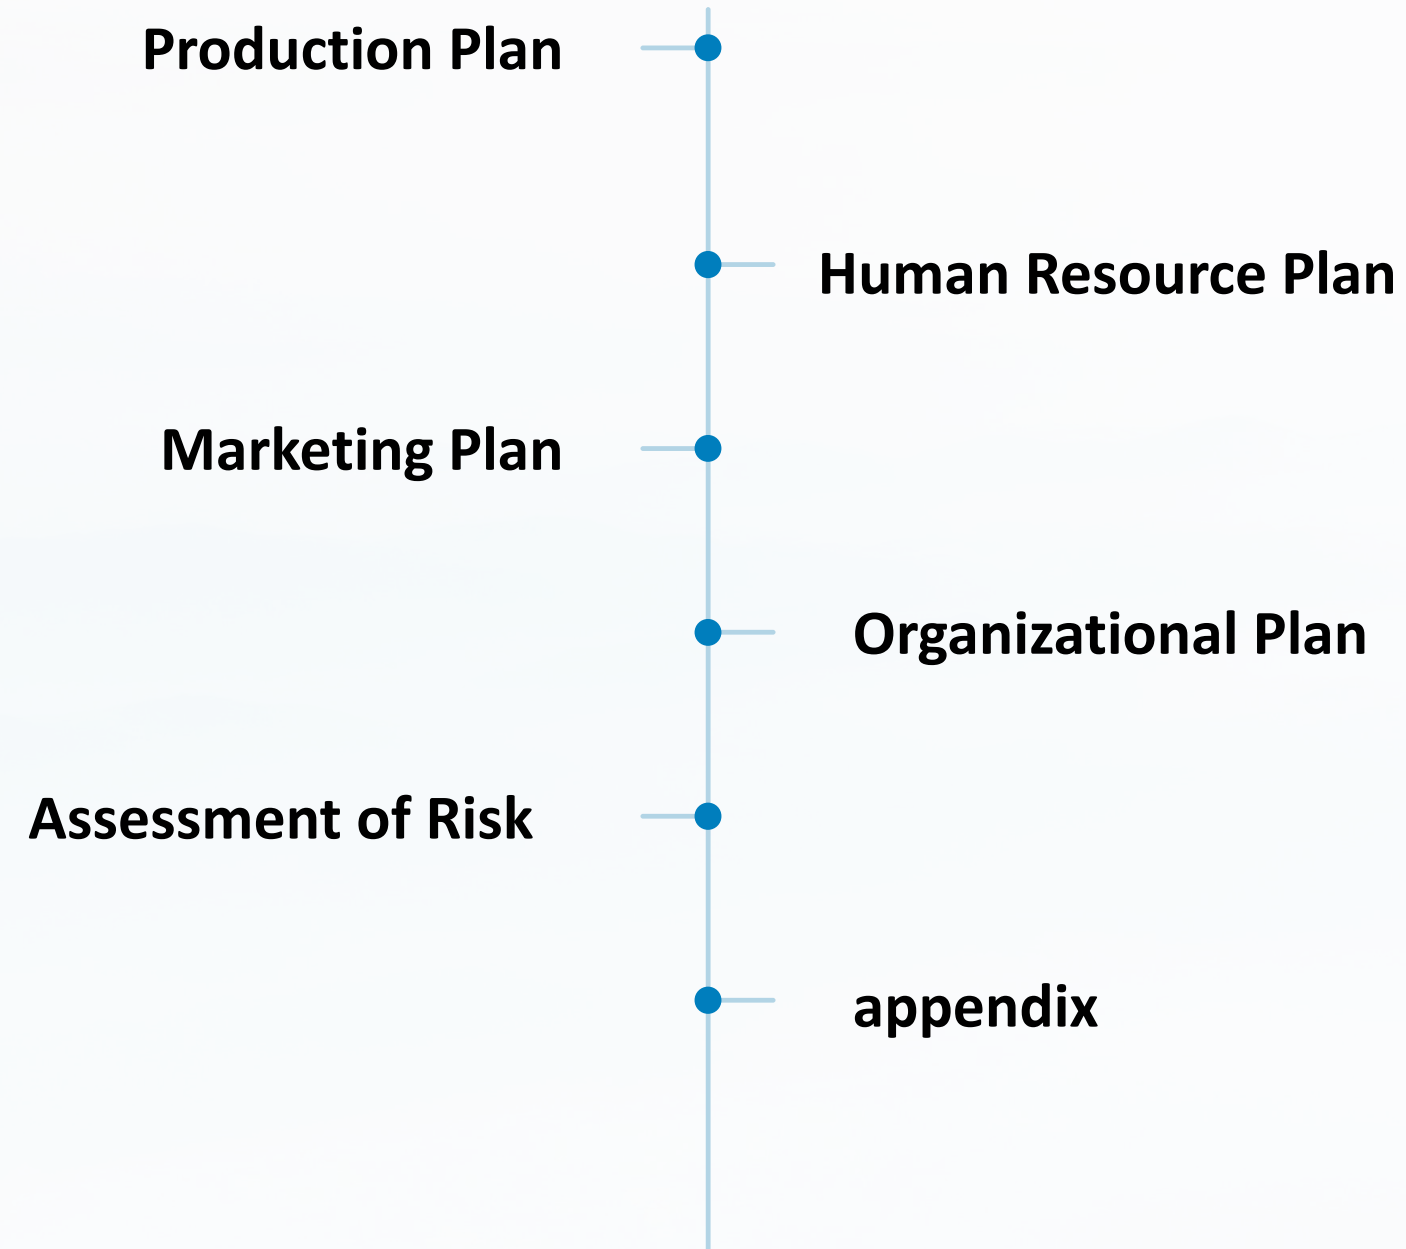 Production Plan
Human Resource Plan
Marketing Plan
Organizational Plan
Assessment of Risk
appendix